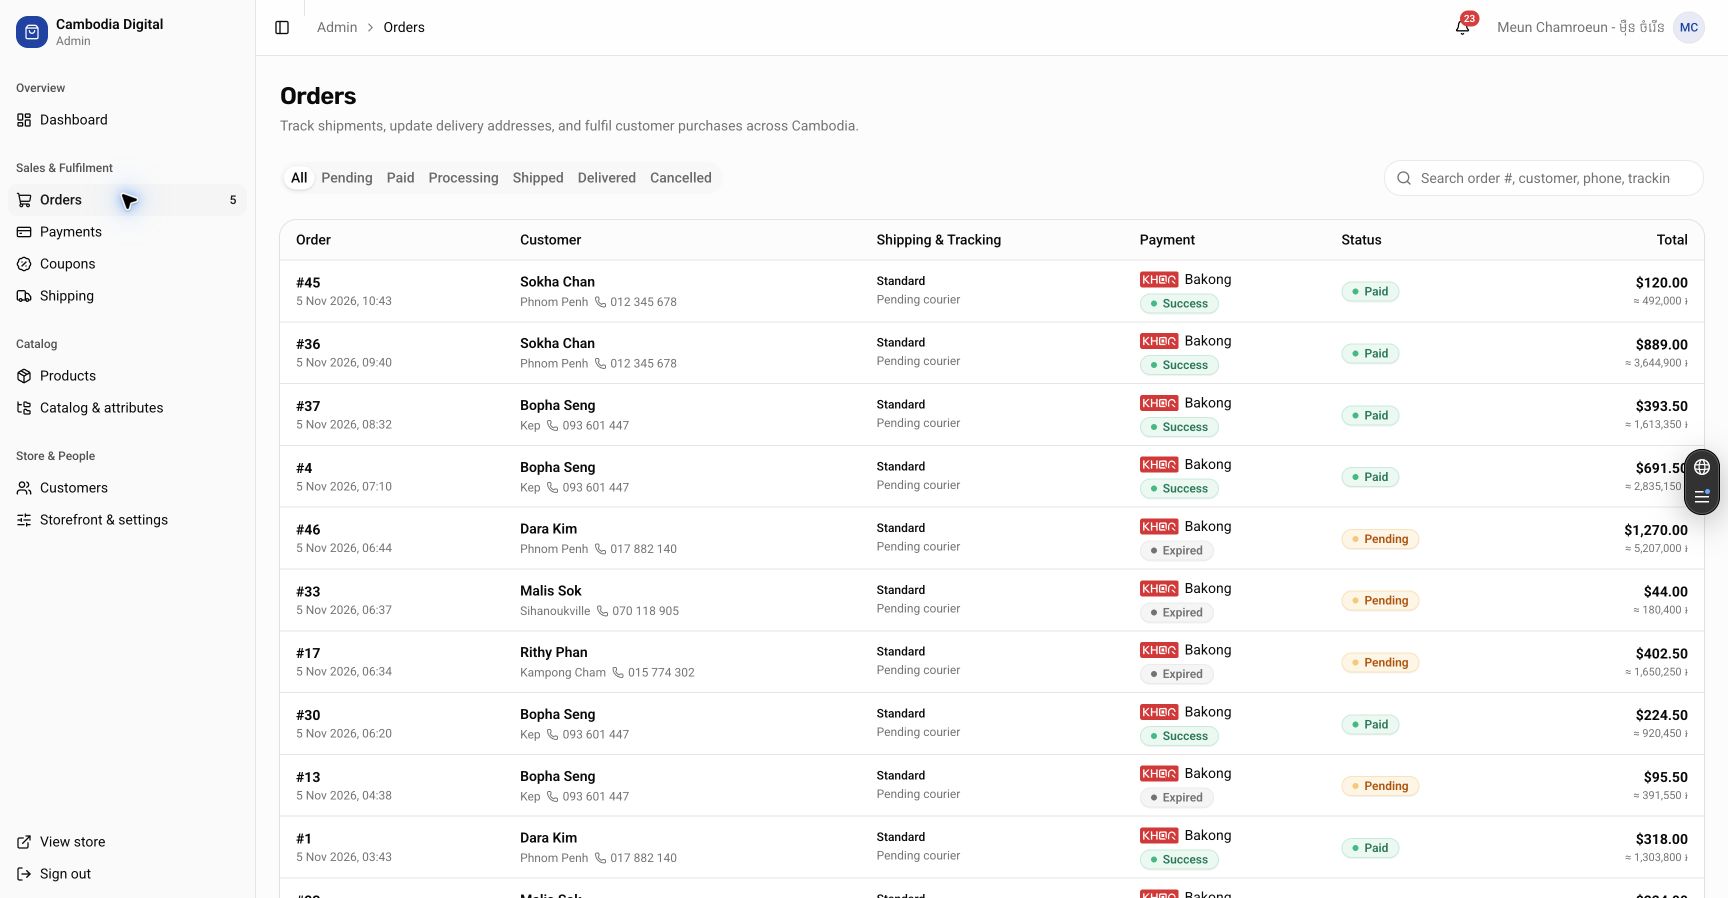 Cambodia Digital
Admin
Overview
Dashboard
Sales & Fulfilment
Orders 5
Payments
Coupons
Shipping
Catalog
Products
Catalog & attributes
Store & People
Customers
Storefront & settings
View store
Sign out
Admin > Orders
23
Meun Chamroeun - ម៉ឺន ចំរើន MC
Orders
Track shipments, update delivery addresses, and fulfil customer purchases across Cambodia.
All Pending Paid Processing Shipped Delivered Cancelled
Search order #, customer, phone, trackin
Order Customer Shipping & Tracking Payment Status Total
#45 Sokha Chan Standard KHQR Bakong Paid $120.00
5 Nov 2026, 10:43 Phnom Penh 012 345 678 Pending courier Success ≈ 492,000 ៛
#36 Sokha Chan Standard KHQR Bakong Paid $889.00
5 Nov 2026, 09:40 Phnom Penh 012 345 678 Pending courier Success ≈ 3,644,900 ៛
#37 Bopha Seng Standard KHQR Bakong Paid $393.50
5 Nov 2026, 08:32 Kep 093 601 447 Pending courier Success ≈ 1,613,350 ៛
#4 Bopha Seng Standard KHQR Bakong Paid $691.50
5 Nov 2026, 07:10 Kep 093 601 447 Pending courier Success ≈ 2,835,150
#46 Dara Kim Standard KHQR Bakong Pending $1,270.00
5 Nov 2026, 06:44 Phnom Penh 017 882 140 Pending courier Expired ≈ 5,207,000 ៛
#33 Malis Sok Standard KHQR Bakong Pending $44.00
5 Nov 2026, 06:37 Sihanoukville 070 118 905 Pending courier Expired ≈ 180,400 ៛
#17 Rithy Phan Standard KHQR Bakong Pending $402.50
5 Nov 2026, 06:34 Kampong Cham 015 774 302 Pending courier Expired ≈ 1,650,250 ៛
#30 Bopha Seng Standard KHQR Bakong Paid $224.50
5 Nov 2026, 06:20 Kep 093 601 447 Pending courier Success ≈ 920,450 ៛
#13 Bopha Seng Standard KHQR Bakong Pending $95.50
5 Nov 2026, 04:38 Kep 093 601 447 Pending courier Expired ≈ 391,550 ៛
#1 Dara Kim Standard KHQR Bakong Paid $318.00
5 Nov 2026, 03:43 Phnom Penh 017 882 140 Pending courier Success ≈ 1,303,800 ៛